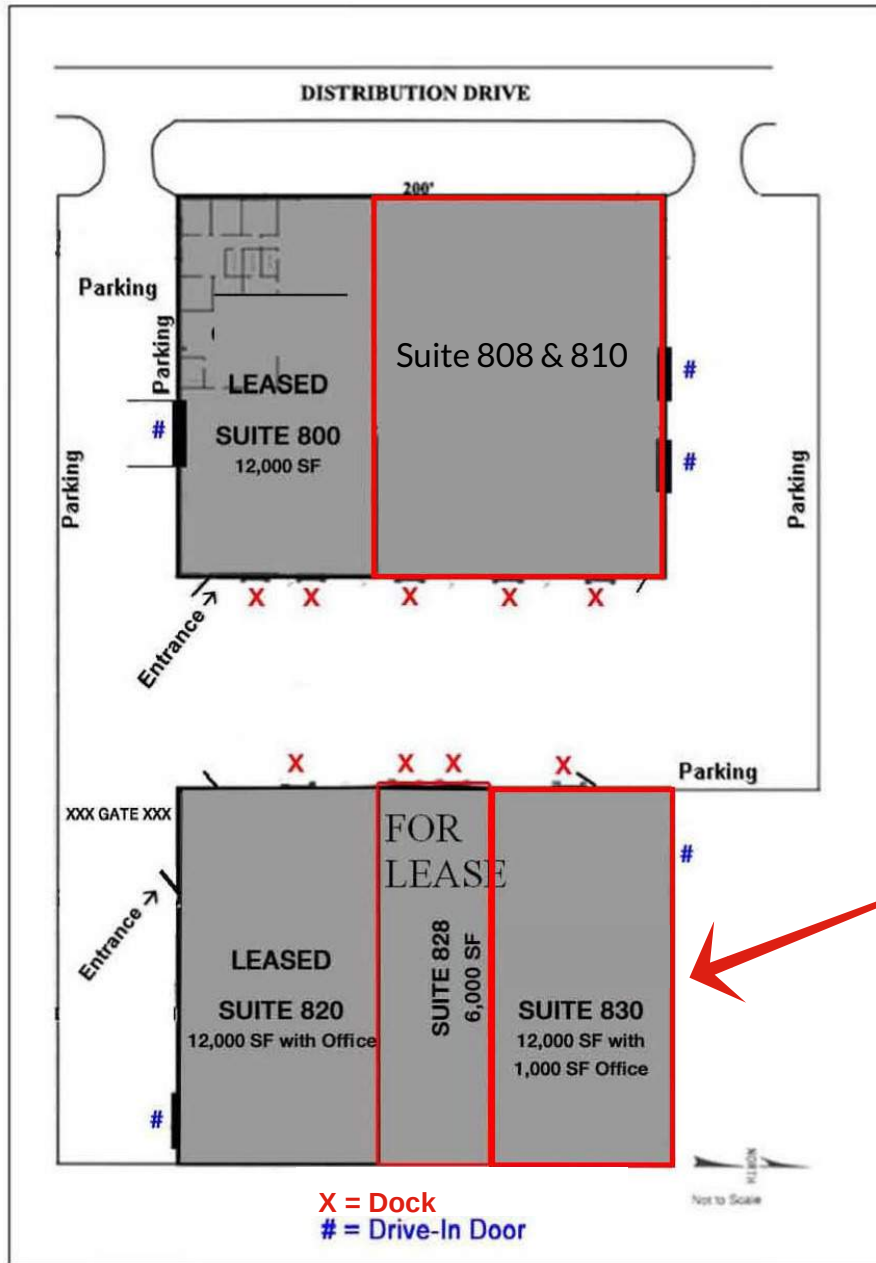 DISTRIBUTION DRIVE
200'
Parking
Parking
Parking
Parking
LEASED
SUITE 800
12,000 SF
Suite 808 & 810
#
#
#
X X X X X
Entrance
X X X X
Parking
XXX GATE XXX
FOR
LEASE
#
Entrance
LEASED
SUITE 820
12,000 SF with Office
SUITE 828
6,000 SF
SUITE 830
12,000 SF with
1,000 SF Office
#
NORTH
Not to Scale
X = Dock
# = Drive-In Door